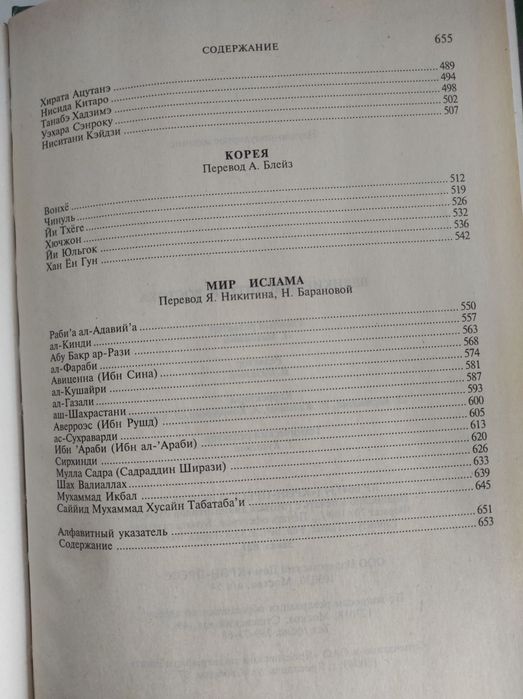 СОДЕРЖАНИЕ 655
Хирата Ацутанэ 489
Нисида Китаро 494
Танабэ Хадзимэ 498
Уэхара Сэнроку 502
Ниситани Кэйдзи 507
КОРЕЯ
Перевод А. Блейз
Вонхё 512
Чинуль 519
Йи Тхёге 526
Хючжон 532
Йи Юльгок 536
Хан Ён Гун 542
МИР ИСЛАМА
Перевод Я. Никитина, Н. Барановой
Раби'а ал-Адавий'а 550
ал-Кинди 557
Абу Бакр ар-Рази 563
ал-Фараби 568
Авиценна (Ибн Сина) 574
ал-Кушайри 581
ал-Газали 587
аш-Шахрастани 593
Аверроэс (Ибн Рушд) 600
ас-Сухраварди 605
Ибн 'Араби (Ибн ал-'Араби) 613
Сирхинди 620
Мулла Садра (Садраддин Ширази) 626
Шах Валиаллах 633
Мухаммад Икбал 639
Саййид Мухаммад Хусайн Табатаба'и 645
Алфавитный указатель 651
Содержание 653